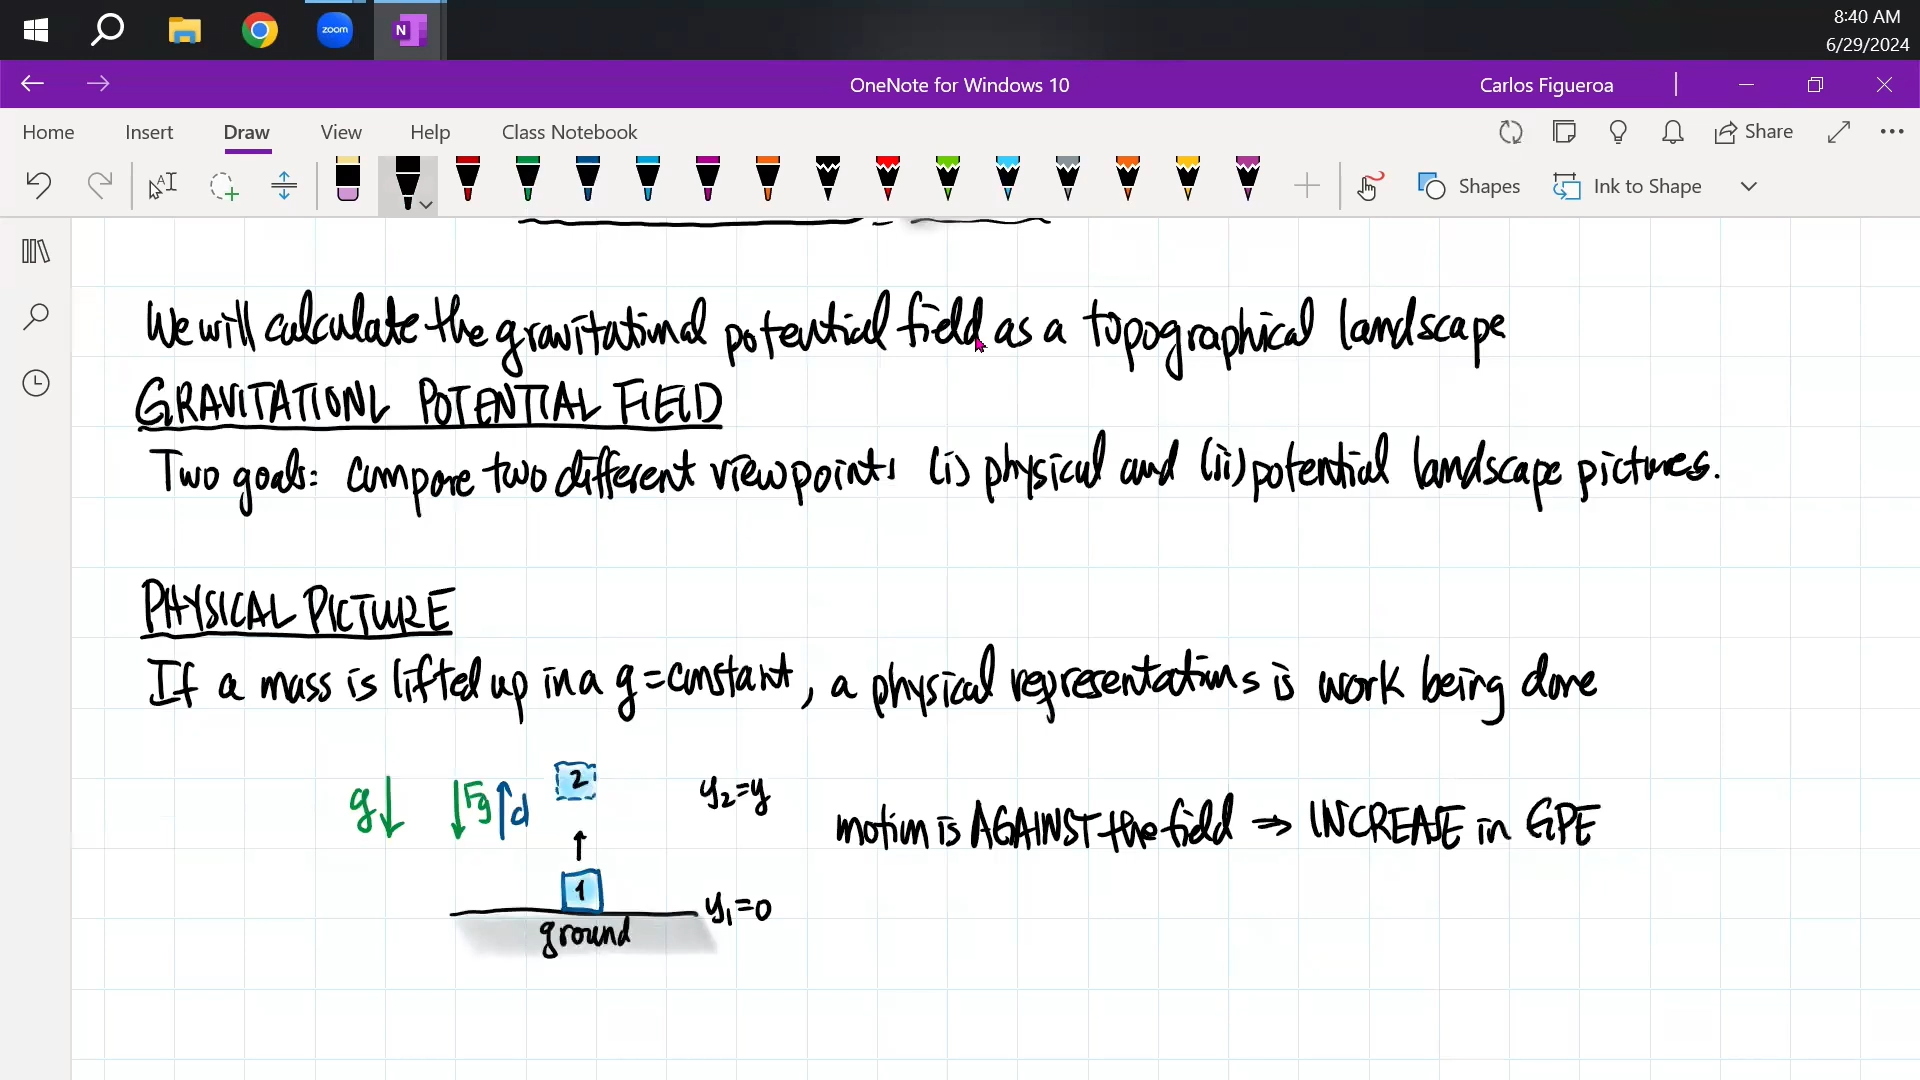 8:40 AM
zoom
N
6/29/2024
OneNote for Windows 10
Carlos Figueroa
Home Insert Draw View Help Class Notebook
Share
Shapes
Ink to Shape
We will calculate the gravitational potential field as a topographical landscape
GRAVITATIONL POTENTIAL FIELD
Two goals: compare two different viewpoints (i) physical and (ii) potential landscape pictures.
PHYSICAL PICTURE
If a mass is lifted up in a g=constant, a physical representations is work being done
g↓ ↓Fg ↑d 2 y₂=y
motion is AGAINST the field ⇒ INCREASE in GPE
1 y₁=0
ground